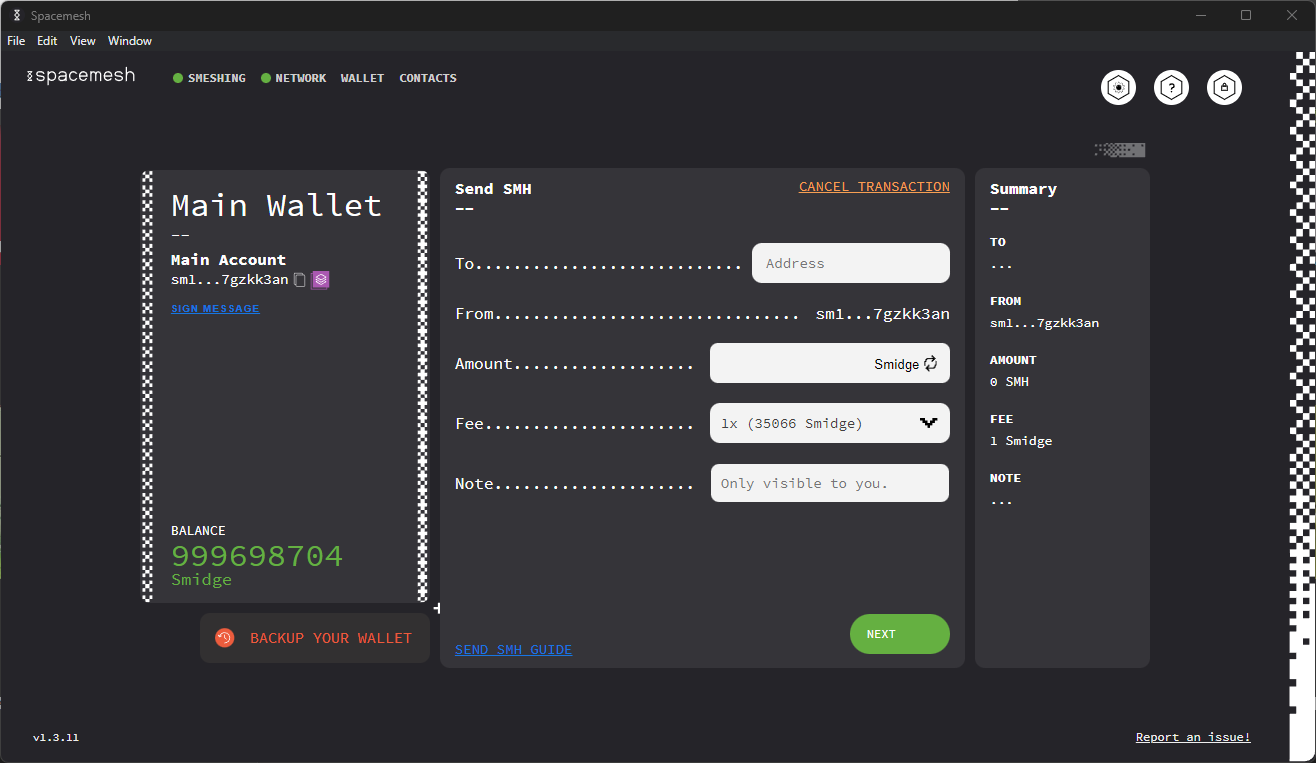 Spacemesh
File Edit View Window
spacemesh
SMESHING NETWORK WALLET CONTACTS
?
Main Wallet
--
Main Account
sm1...7gzkk3an
SIGN MESSAGE
BALANCE
999698704
Smidge
BACKUP YOUR WALLET
Send SMH
--
CANCEL TRANSACTION
To............................ Address
From................................ sm1...7gzkk3an
Amount................... Smidge
Fee...................... 1x (35066 Smidge)
Note..................... Only visible to you.
SEND SMH GUIDE
NEXT
Summary
--
TO
...
FROM
sm1...7gzkk3an
AMOUNT
0 SMH
FEE
1 Smidge
NOTE
...
v1.3.11
Report an issue!